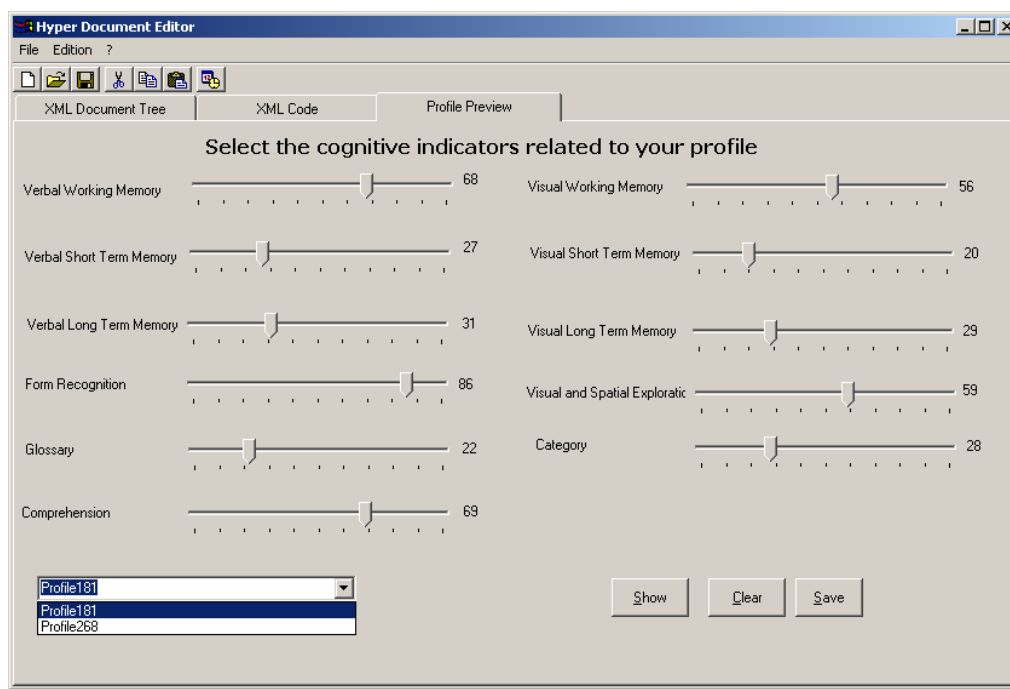 Hyper Document Editor
File Edition ?
XML Document Tree XML Code Profile Preview
Select the cognitive indicators related to your profile
Verbal Working Memory 68 Visual Working Memory 56
Verbal Short Term Memory 27 Visual Short Term Memory 20
Verbal Long Term Memory 31 Visual Long Term Memory 29
Form Recognition 86 Visual and Spatial Exploratic 59
Glossary 22 Category 28
Comprehension 69
Profile181
Profile181
Profile268
Show Clear Save